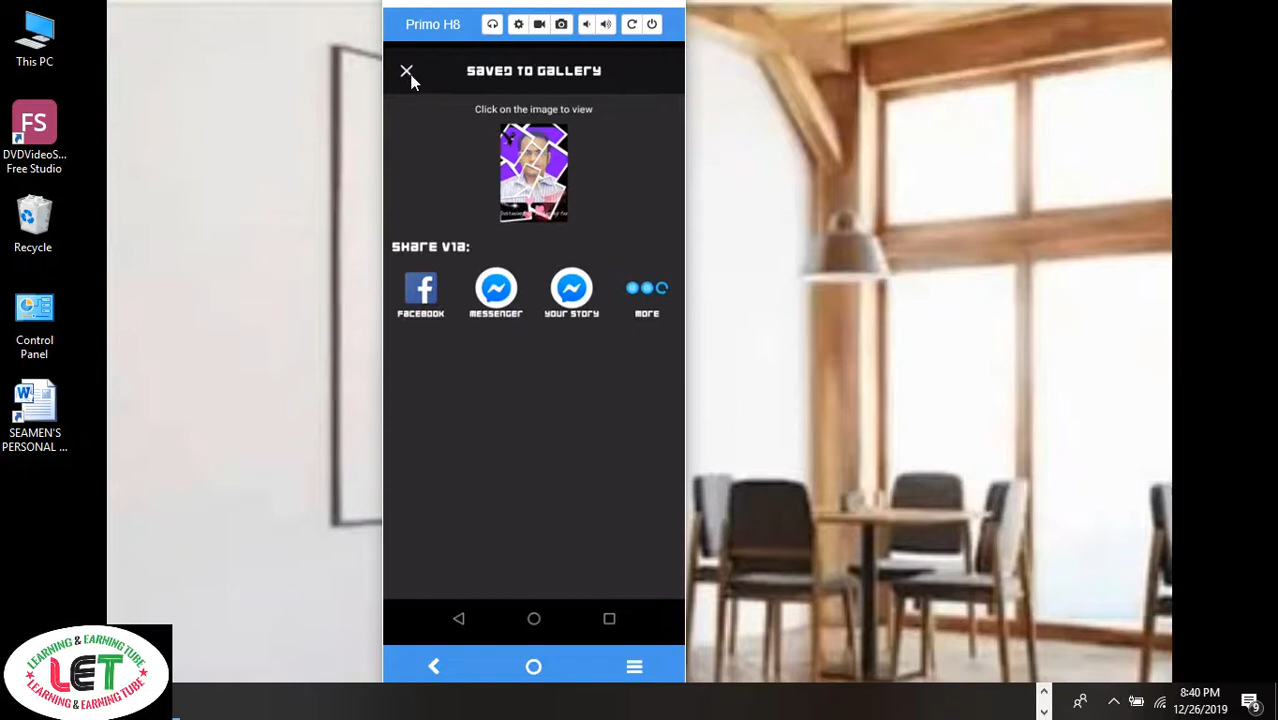 This PC
Primo H8
SAVED TO GALLERY
Click on the image to view
FS
DVDVideoS...
Free Studio
Recycle
SHARE VIA:
FACEBOOK
MESSENGER
YOUR STORY
MORE
Control
Panel
W
SEAMEN'S
PERSONAL ...
LEARNING & EARNING TUBE
LET
LEARNING & EARNING TUBE
8:40 PM
12/26/2019
9